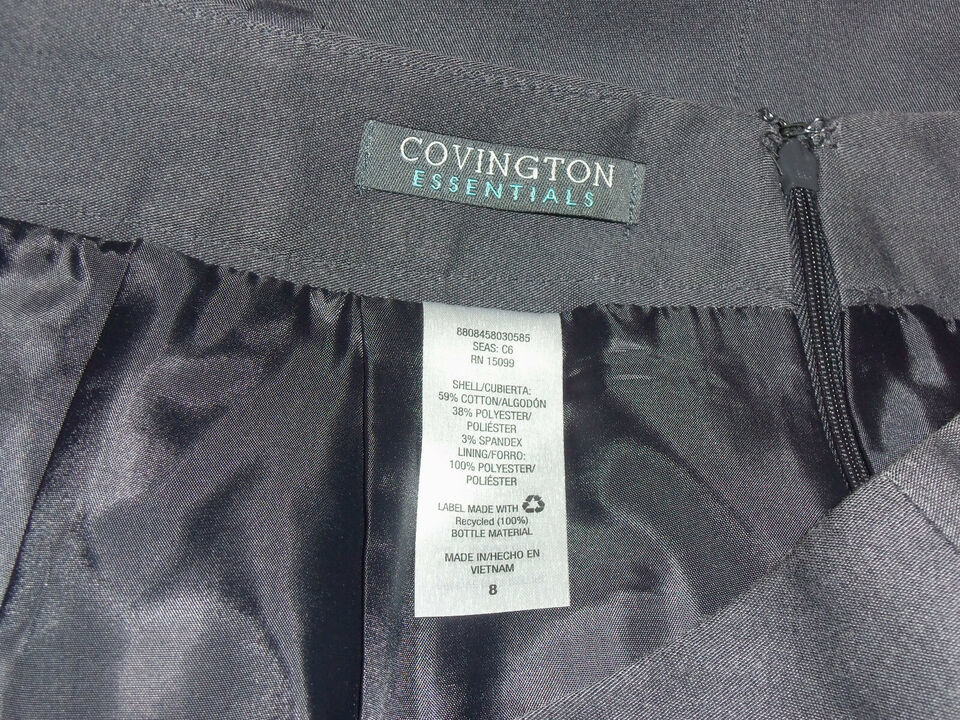 COVINGTON
ESSENTIALS
8808458030585
SEAS: C6
RN 15099
SHELL/CUBIERTA:
59% COTTON/ALGODÓN
38% POLYESTER/
POLIÉSTER
3% SPANDEX
LINING/FORRO:
100% POLYESTER/
POLIÉSTER
LABEL MADE WITH
Recycled (100%)
BOTTLE MATERIAL
MADE IN/HECHO EN
VIETNAM
8